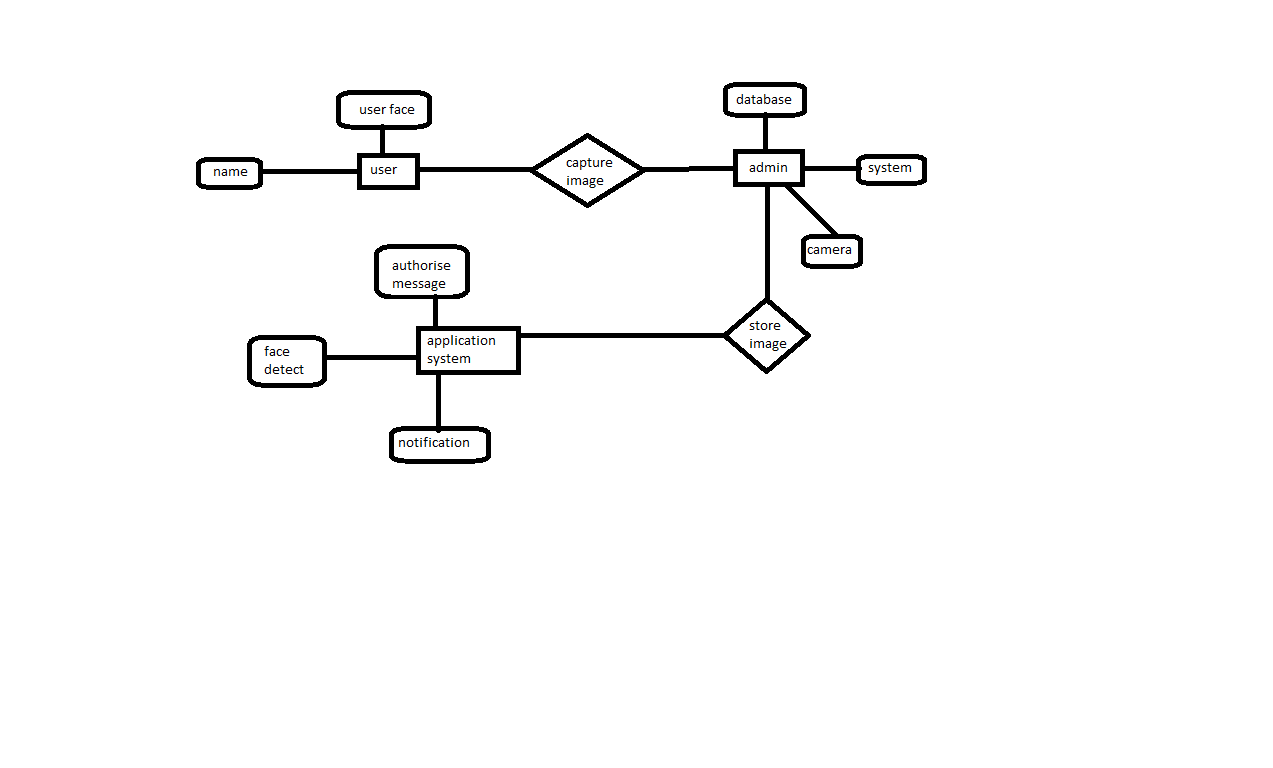 user face
database
name
user
capture
image
admin
system
camera
authorise
message
application
system
store
image
face
detect
notification